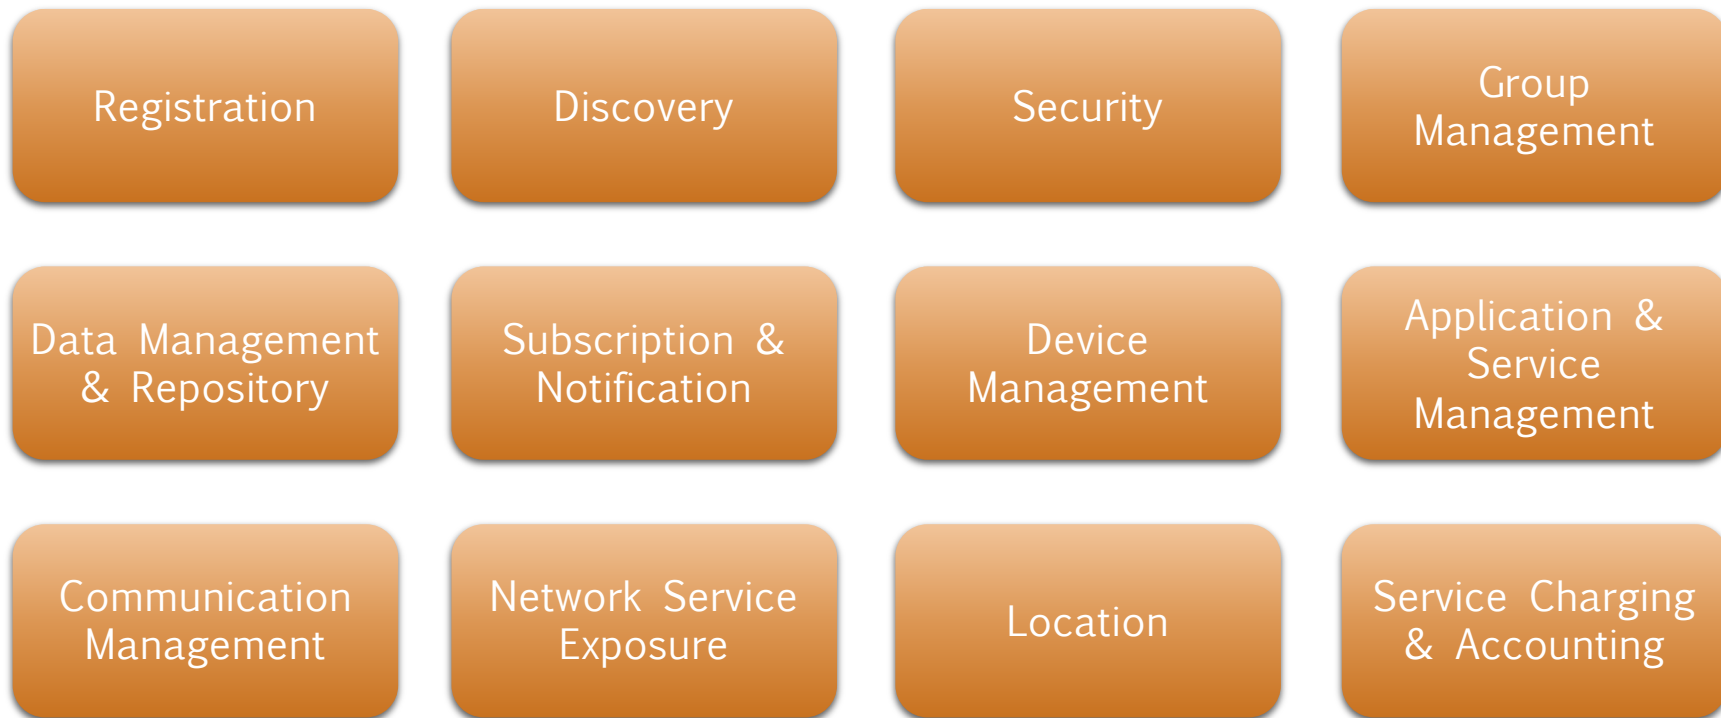 Registration
Discovery
Security
Group
Management
Data Management
& Repository
Subscription &
Notification
Device
Management
Application &
Service
Management
Communication
Management
Network Service
Exposure
Location
Service Charging
& Accounting